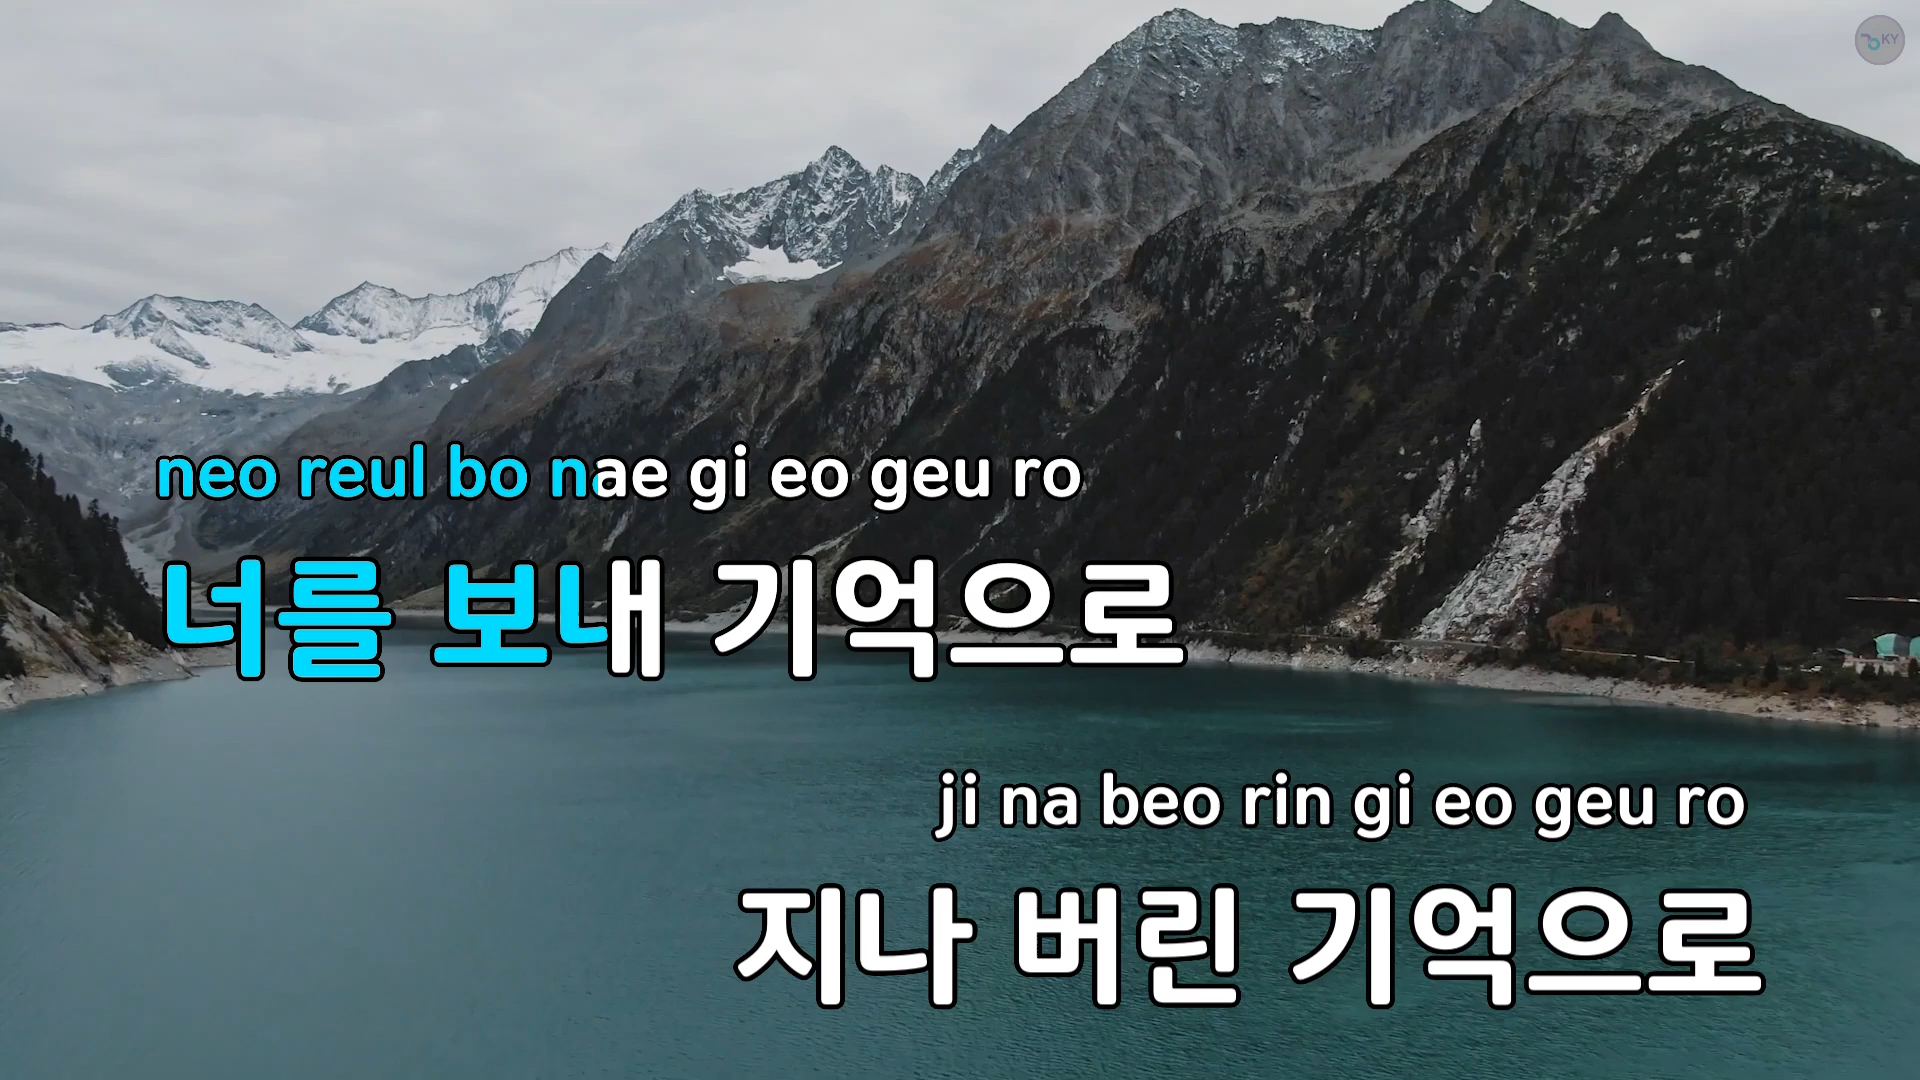 KY
neo reul bo nae gi eo geu ro
너를 보내 기억으로
ji na beo rin gi eo geu ro
지나 버린 기억으로